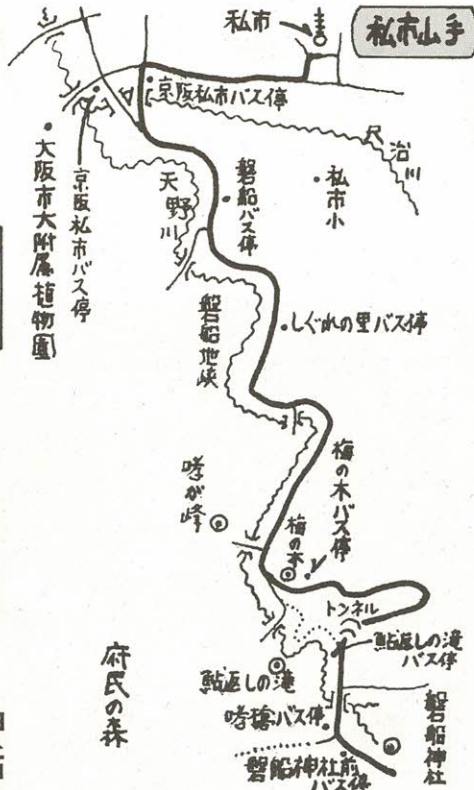 私市山手
私市
京阪私市バス停
尺治川
大阪市大附属植物園
京阪私市バス停
天野川
磐船バス停
私市小
磐船地峡
しぐれの里バス停
哮が峰
梅の木バス停
梅の木
トンネル
鮎返しの滝
バス停
府民の森
鮎返しの滝
哮橋バス停
磐船神社
磐船神社前
バス停